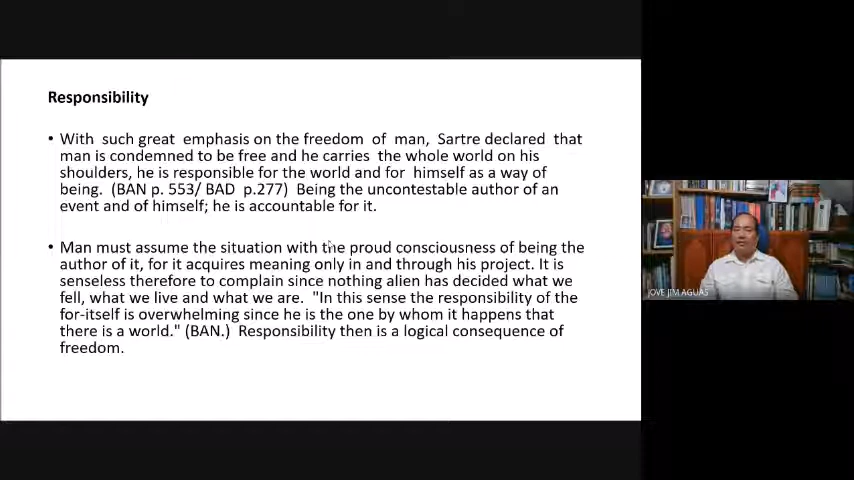 Responsibility
• With such great emphasis on the freedom of man, Sartre declared that
man is condemned to be free and he carries the whole world on his
shoulders, he is responsible for the world and for himself as a way of
being. (BAN p. 553/ BAD p.277) Being the uncontestable author of an
event and of himself; he is accountable for it.
• Man must assume the situation with the proud consciousness of being the
author of it, for it acquires meaning only in and through his project. It is
senseless therefore to complain since nothing alien has decided what we
fell, what we live and what we are. "In this sense the responsibility of the
for-itself is overwhelming since he is the one by whom it happens that
there is a world." (BAN.) Responsibility then is a logical consequence of
freedom.
JOVE JIM AGUAS